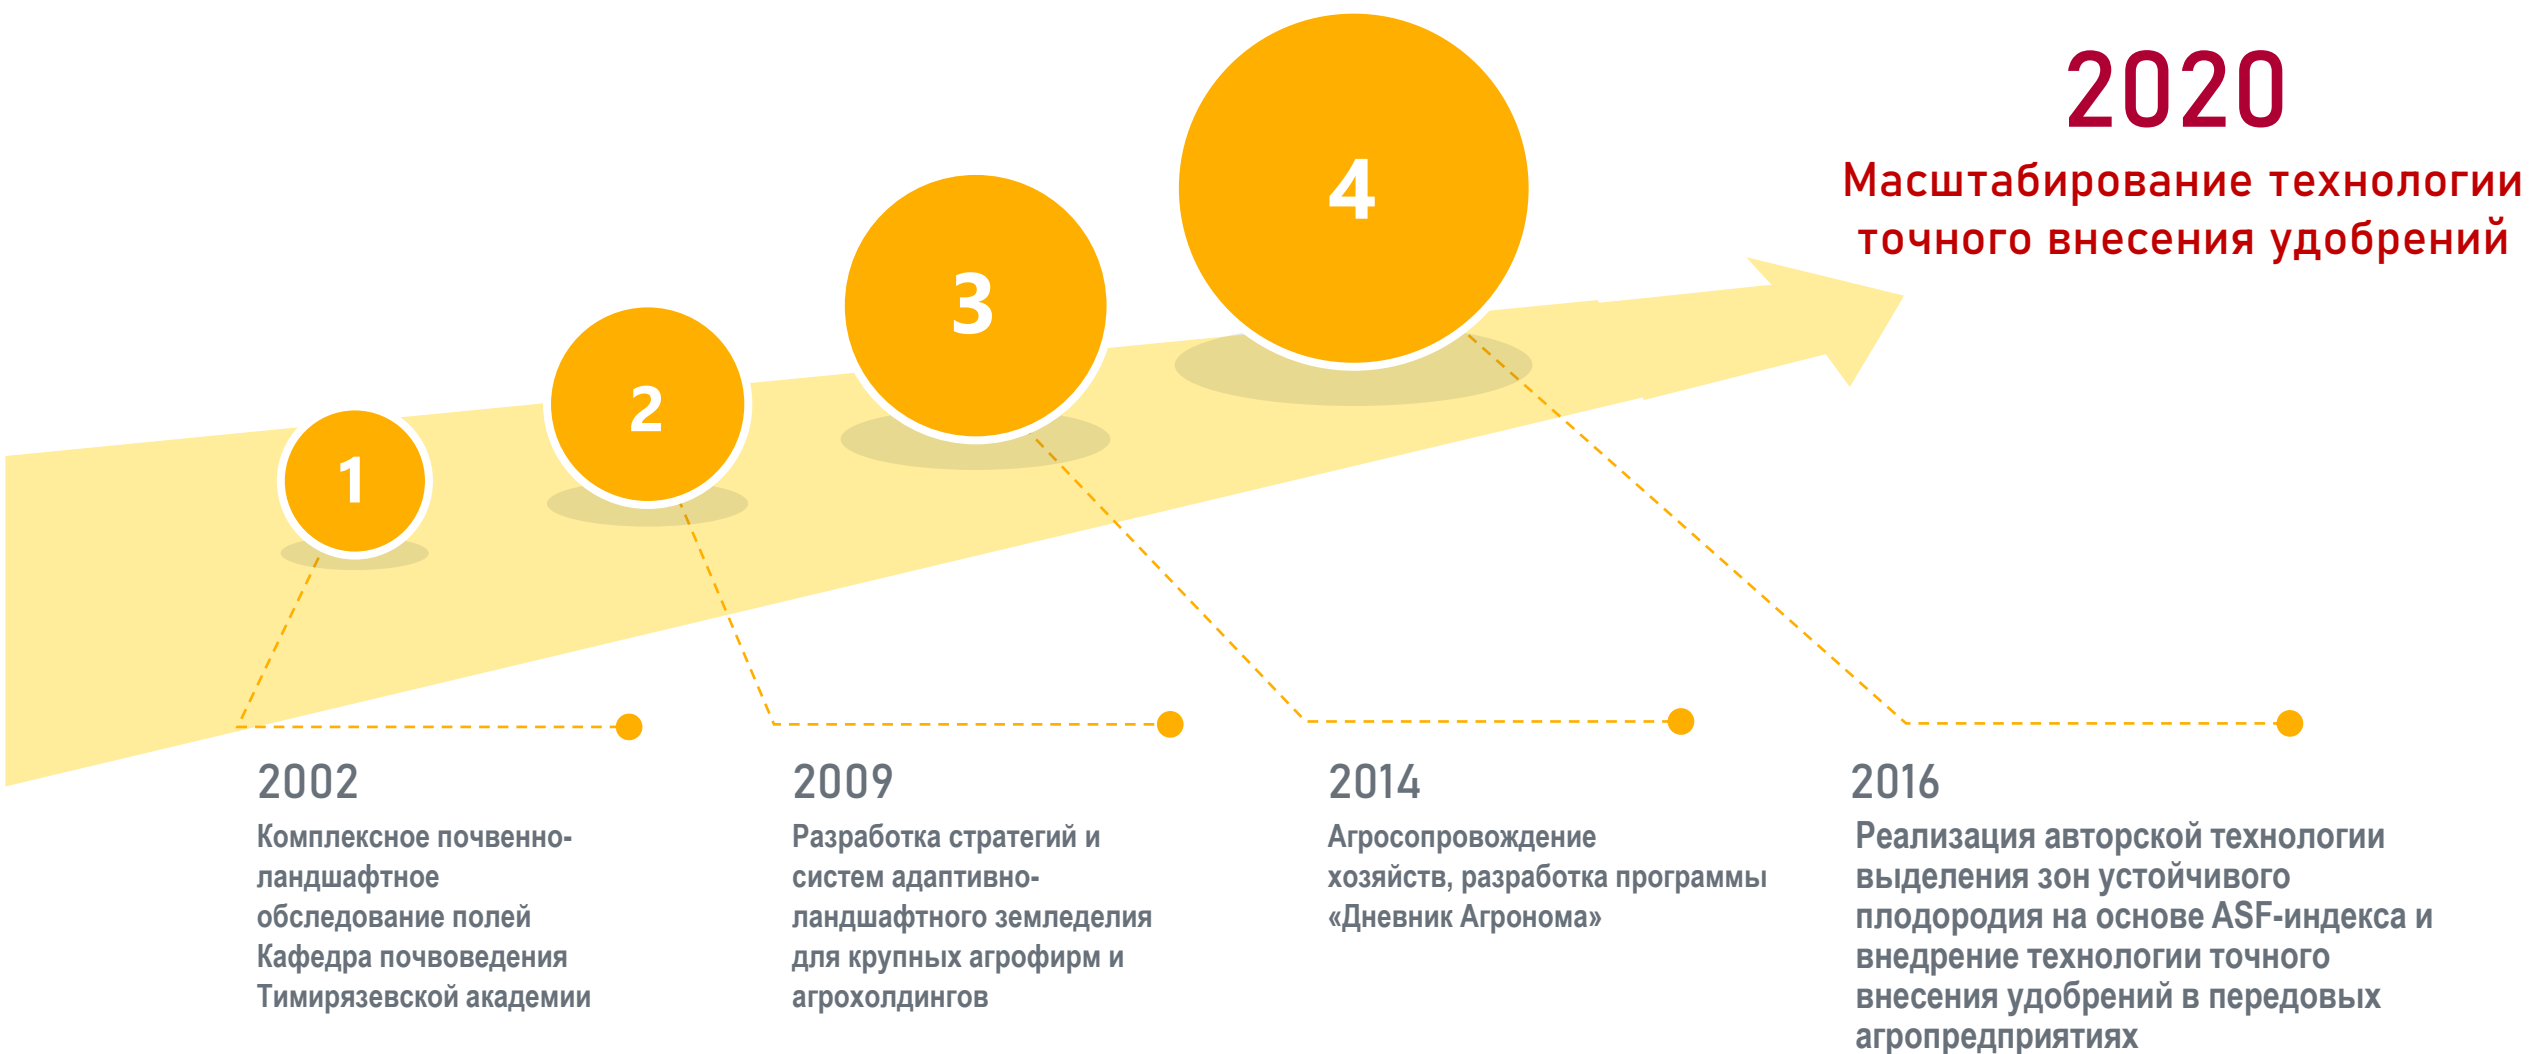 2020
Масштабирование технологии
точного внесения удобрений
4
3
2
1
2002
Комплексное почвенно-
ландшафтное
обследование полей
Кафедра почвоведения
Тимирязевской академии
2009
Разработка стратегий и
систем адаптивно-
ландшафтного земледелия
для крупных агрофирм и
агрохолдингов
2014
Агросопровождение
хозяйств, разработка программы
«Дневник Агронома»
2016
Реализация авторской технологии
выделения зон устойчивого
плодородия на основе ASF-индекса и
внедрение технологии точного
внесения удобрений в передовых
агропредприятиях